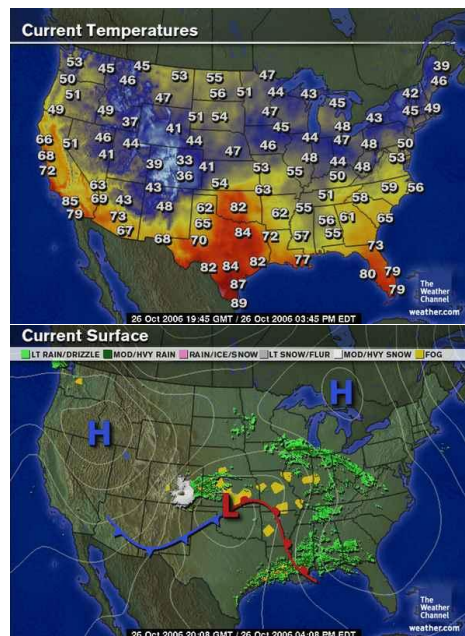 Current Temperatures
53 45 45 53 55 47 39
50 46 46
51 47 56 51 44 43 42
49 49 51 54 47 45 45 49
37 41 45 48 43
66 51 46 44 44 46 44 47 48 50
68 41 39 33 41 47 48 44 48 53
72 36 53 55 50
63 43 54 63 59 56
85 69 43 48 62 82 62 55 51 58
79 73 65 56 61 65
67 68 70 84 72 57 55
82 84 82 77 73
87 80 79
89 79
The
Weather
Channel
weather.com
26 Oct 2006 19:45 GMT / 26 Oct 2006 03:45 PM EDT
Current Surface
LT RAIN/DRIZZLE MOD/HVY RAIN RAIN/ICE/SNOW LT SNOW/FLUR MOD/HVY SNOW FOG
H
H
L
The
Weather
Channel
weather.com
26 Oct 2006 20:08 GMT / 26 Oct 2006 04:08 PM EDT